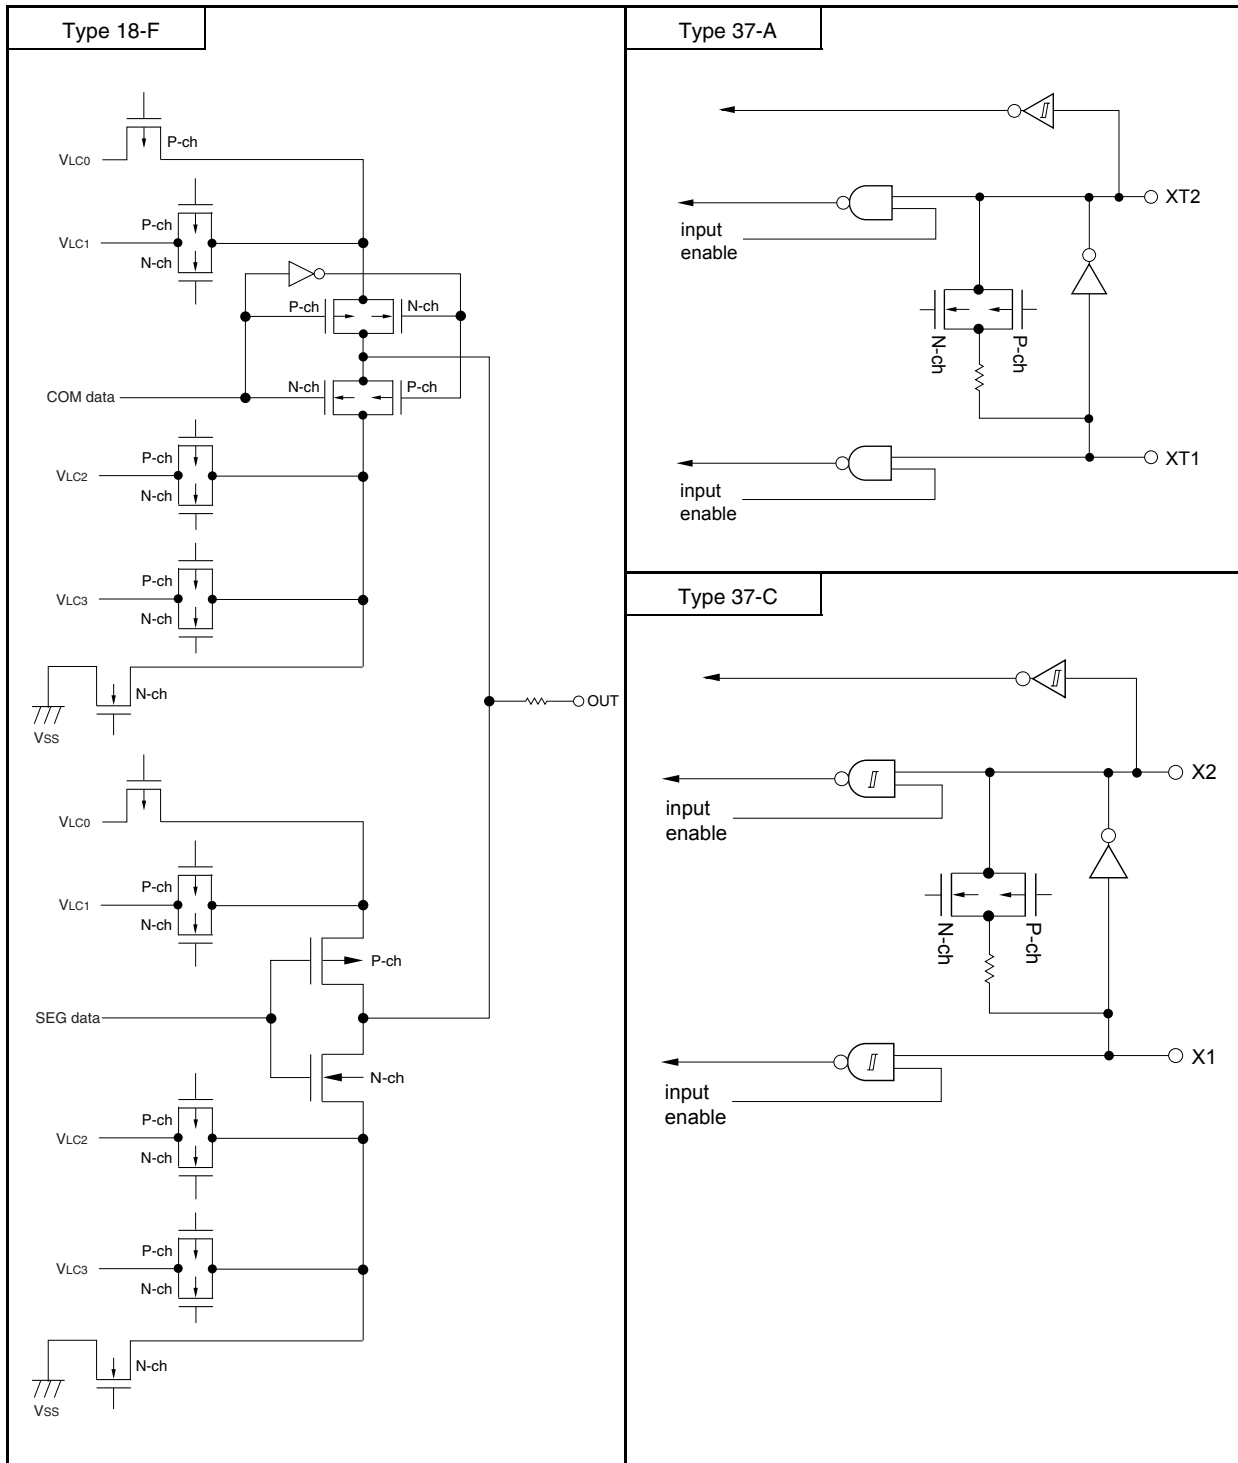 Type 18-F
P-ch
VLC0
P-ch
VLC1
N-ch
P-ch
N-ch
N-ch
P-ch
COM data
P-ch
VLC2
N-ch
P-ch
VLC3
N-ch
N-ch
VSS
OUT
VLC0
P-ch
VLC1
N-ch
P-ch
SEG data
N-ch
P-ch
VLC2
N-ch
P-ch
VLC3
N-ch
N-ch
VSS
Type 37-A
XT2
input
enable
N-ch
P-ch
XT1
input
enable
Type 37-C
X2
input
enable
N-ch
P-ch
X1
input
enable